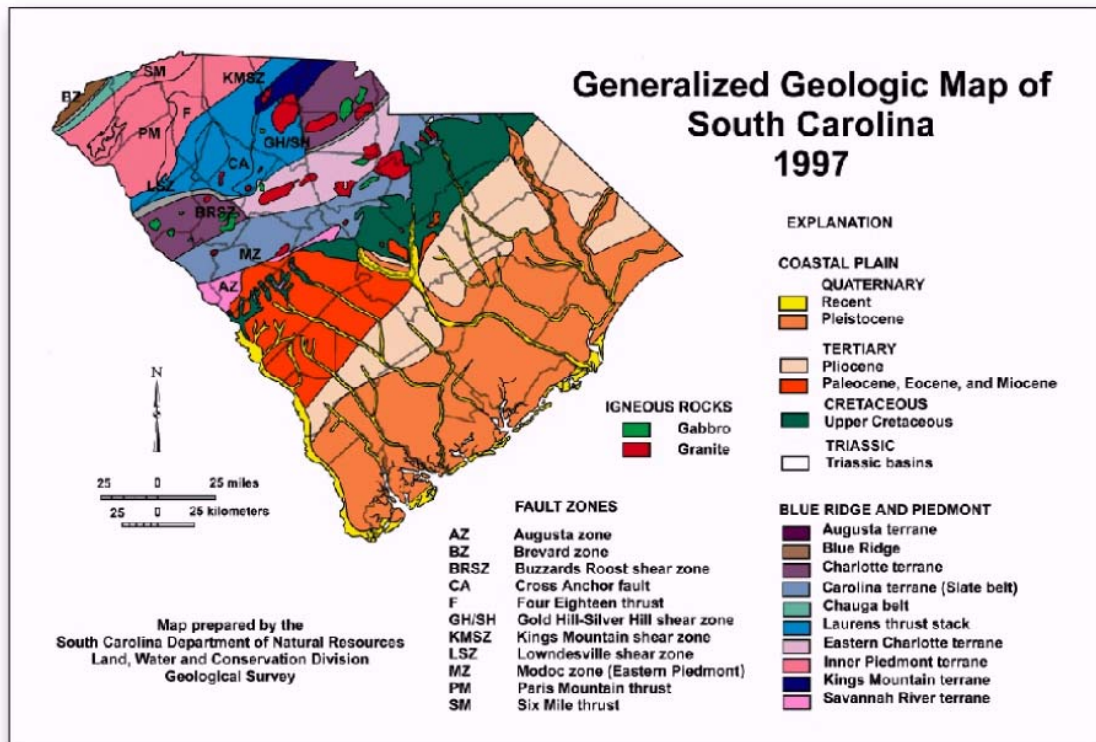 Generalized Geologic Map of
South Carolina
1997
SM
KMSZ
BZ
F
PM
GH/SH
CA
LSZ
BRSZ
MZ
AZ
N
25 0 25 miles
25 0 25 kilometers
Map prepared by the
South Carolina Department of Natural Resources
Land, Water and Conservation Division
Geological Survey
IGNEOUS ROCKS
Gabbro
Granite
FAULT ZONES
AZ Augusta zone
BZ Brevard zone
BRSZ Buzzards Roost shear zone
CA Cross Anchor fault
F Four Eighteen thrust
GH/SH Gold Hill-Silver Hill shear zone
KMSZ Kings Mountain shear zone
LSZ Lowndesville shear zone
MZ Modoc zone (Eastern Piedmont)
PM Paris Mountain thrust
SM Six Mile thrust
EXPLANATION
COASTAL PLAIN
QUATERNARY
Recent
Pleistocene
TERTIARY
Pliocene
Paleocene, Eocene, and Miocene
CRETACEOUS
Upper Cretaceous
TRIASSIC
Triassic basins
BLUE RIDGE AND PIEDMONT
Augusta terrane
Blue Ridge
Charlotte terrane
Carolina terrane (Slate belt)
Chauga belt
Laurens thrust stack
Eastern Charlotte terrane
Inner Piedmont terrane
Kings Mountain terrane
Savannah River terrane